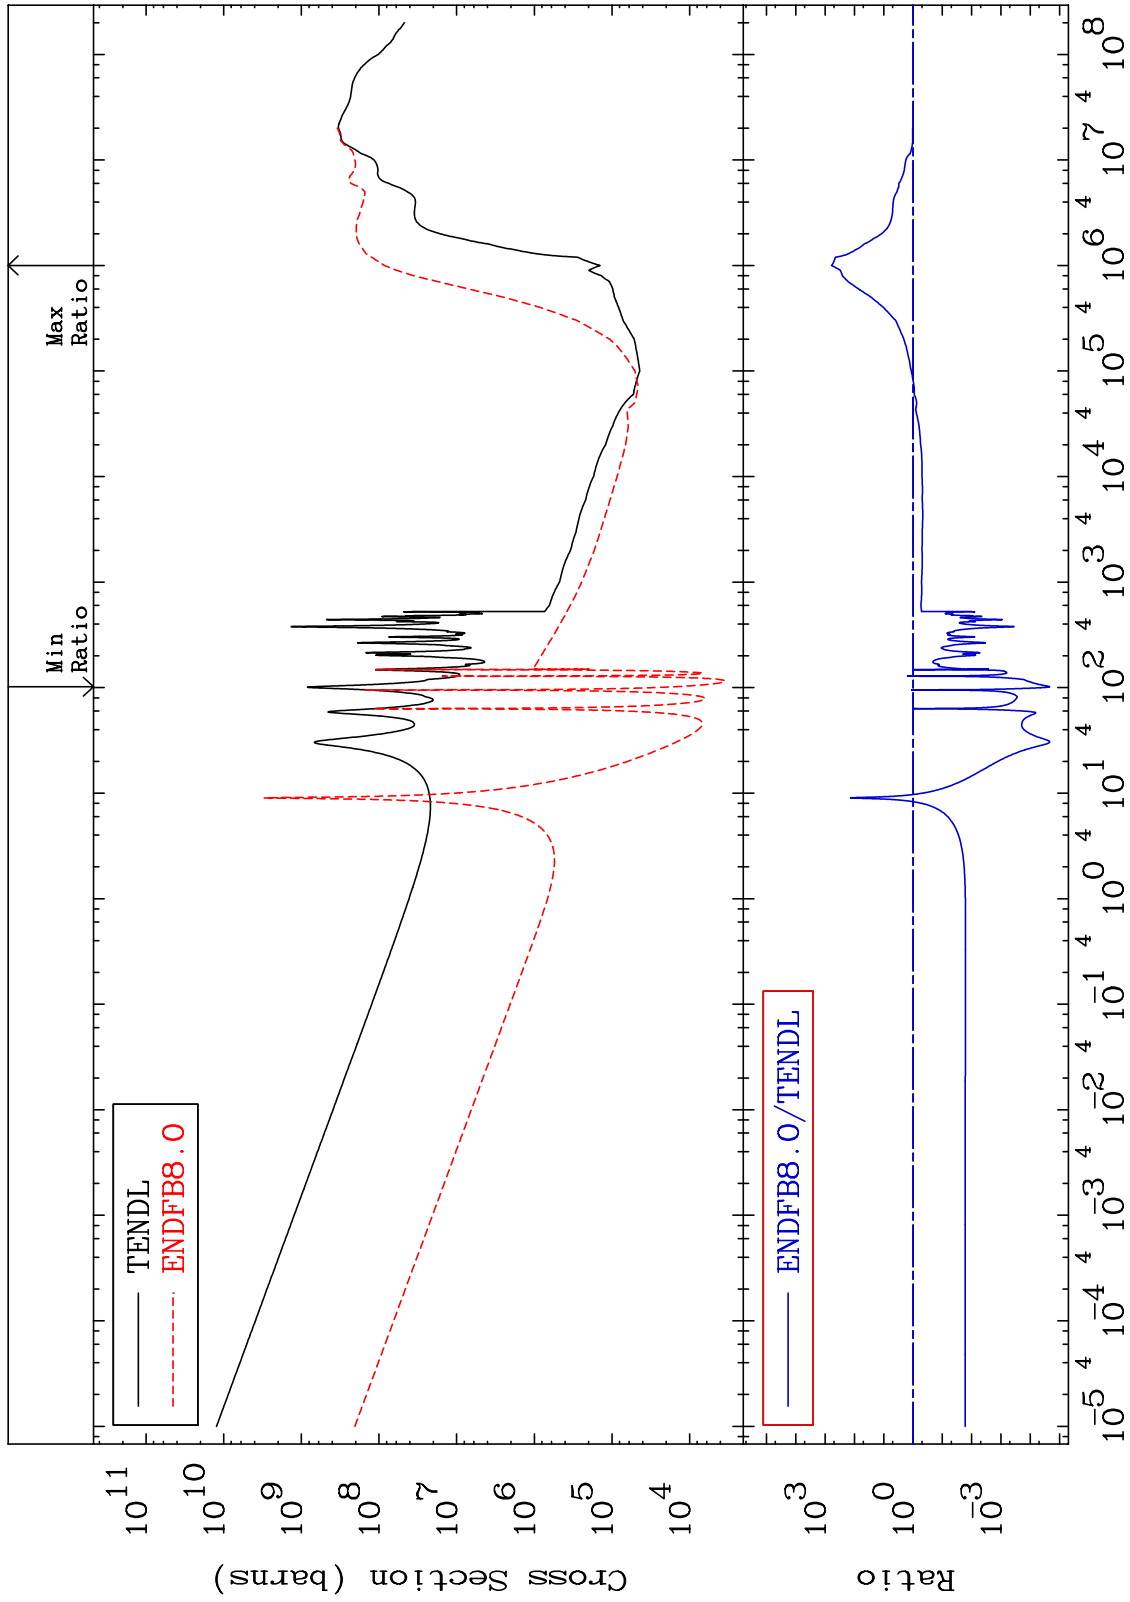 Min
Ratio
Max
Ratio
TENDL
ENDFB8.0
10^11
10^10
10^9
10^8
10^7
10^6
10^5
10^4
Cross Section (barns)
ENDFB8.0/TENDL
10^3
10^0
10^-3
Ratio
10^-5 4 10^-4 4 10^-3 4 10^-2 4 10^-1 4 10^0 4 10^1 4 10^2 4 10^3 4 10^4 4 10^5 4 10^6 4 10^7 4 10^8